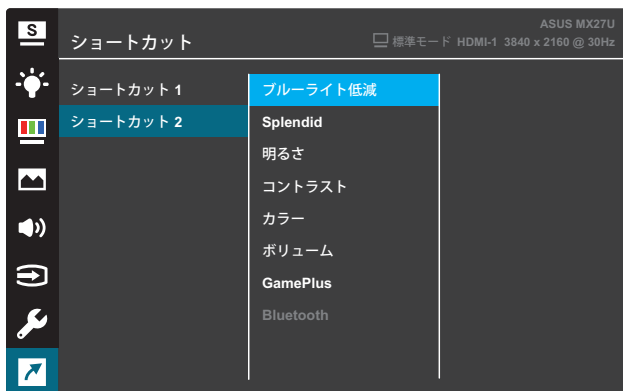 S
ASUS MX27U
ショートカット
標準モード HDMI-1 3840 x 2160 @ 30Hz
ショートカット 1
ショートカット 2
ブルーライト低減
Splendid
明るさ
コントラスト
カラー
ボリューム
GamePlus
Bluetooth